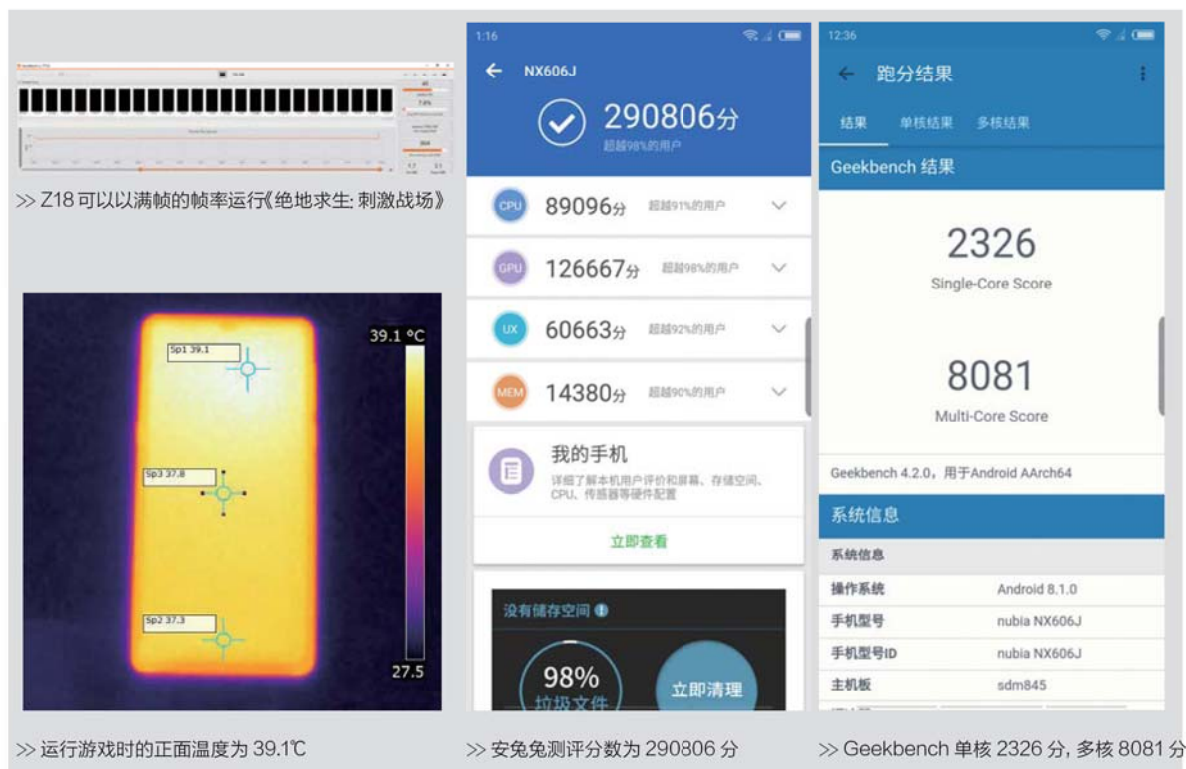 >> Z18 可以以满帧的帧率运行《绝地求生: 刺激战场》
Sp1 39.1
39.1 °C
Sp3 37.8
Sp2 37.3
27.5
>> 运行游戏时的正面温度为 39.1℃
1:16
NX606J
290806分
超越98%的用户
CPU 89096分 超越91%的用户
GPU 126667分 超越98%的用户
UX 60663分 超越92%的用户
MEM 14380分 超越90%的用户
我的手机
详细了解本机用户评价和屏幕、存储空间、
CPU、传感器等硬件配置
立即查看
没有储存空间
98%
垃圾文件
立即清理
>> 安兔兔测评分数为 290806 分
12:36
跑分结果
结果 单核结果 多核结果
Geekbench 结果
2326
Single-Core Score
8081
Multi-Core Score
Geekbench 4.2.0，用于Android AArch64
系统信息
系统信息
操作系统 Android 8.1.0
手机型号 nubia NX606J
手机型号ID nubia NX606J
主机板 sdm845
>> Geekbench 单核 2326 分, 多核 8081 分